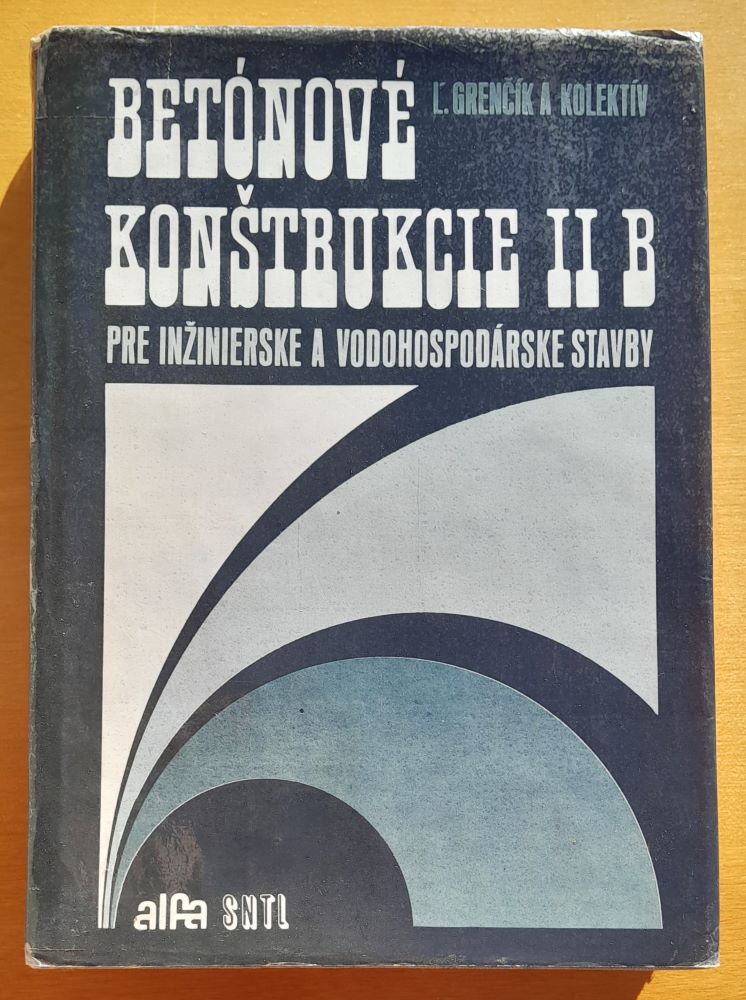 BETÓNOVÉ
Ľ. GRENČÍK A KOLEKTÍV
KONŠTRUKCIE II B
PRE INŽINIERSKE A VODOHOSPODÁRSKE STAVBY
alfa SNTL